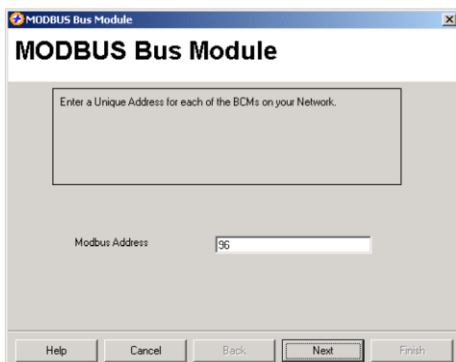 MODBUS Bus Module
MODBUS Bus Module
Enter a Unique Address for each of the BCMs on your Network.
Modbus Address 96
Help Cancel Back Next Finish